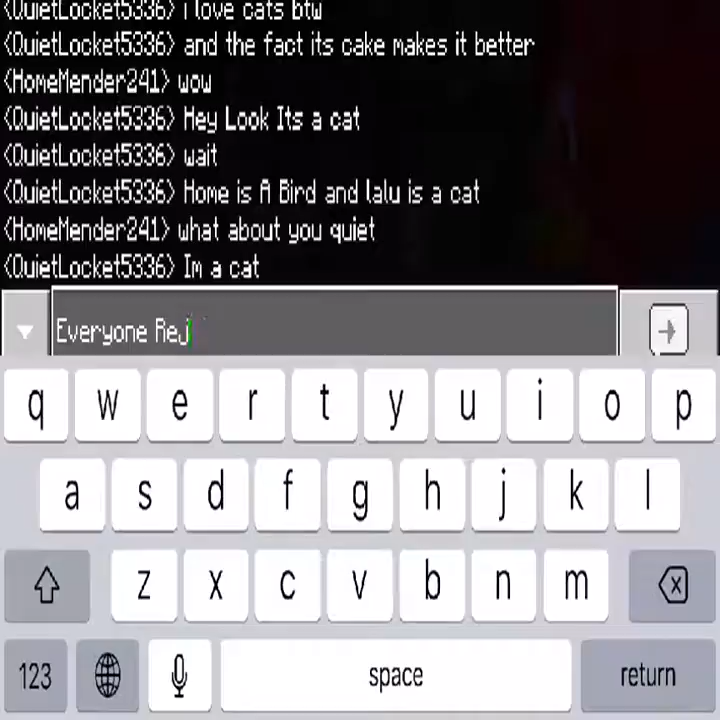 <QuietLocket5336> i love cats btw
<QuietLocket5336> and the fact its cake makes it better
<HomeMender241> wow
<QuietLocket5336> Hey Look Its a cat
<QuietLocket5336> wait
<QuietLocket5336> Home is A Bird and lalu is a cat
<HomeMender241> what about you quiet
<QuietLocket5336> Im a cat
Everyone Rej
q w e r t y u i o p
a s d f g h j k l
z x c v b n m
123 space return